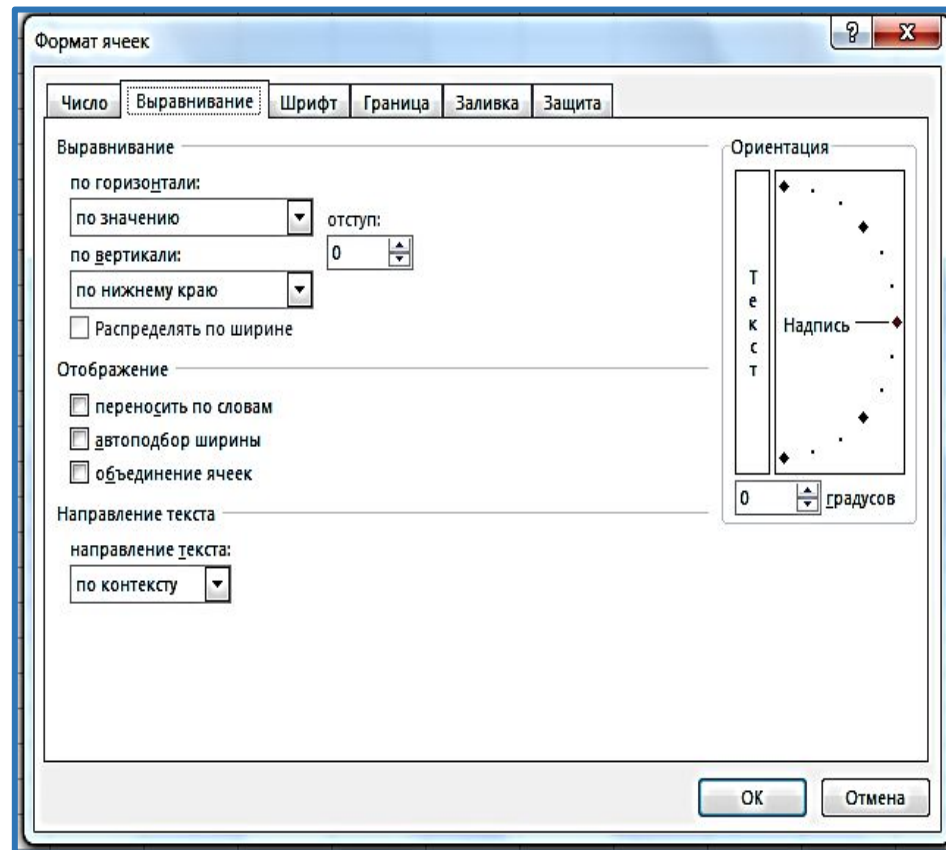 Формат ячеек
Число Выравнивание Шрифт Граница Заливка Защита
Выравнивание
по горизонтали:
по значению
отступ:
0
по вертикали:
по нижнему краю
Распределять по ширине
Отображение
переносить по словам
автоподбор ширины
объединение ячеек
Направление текста
направление текста:
по контексту
Ориентация
Текст
Надпись
0 градусов
ОК Отмена